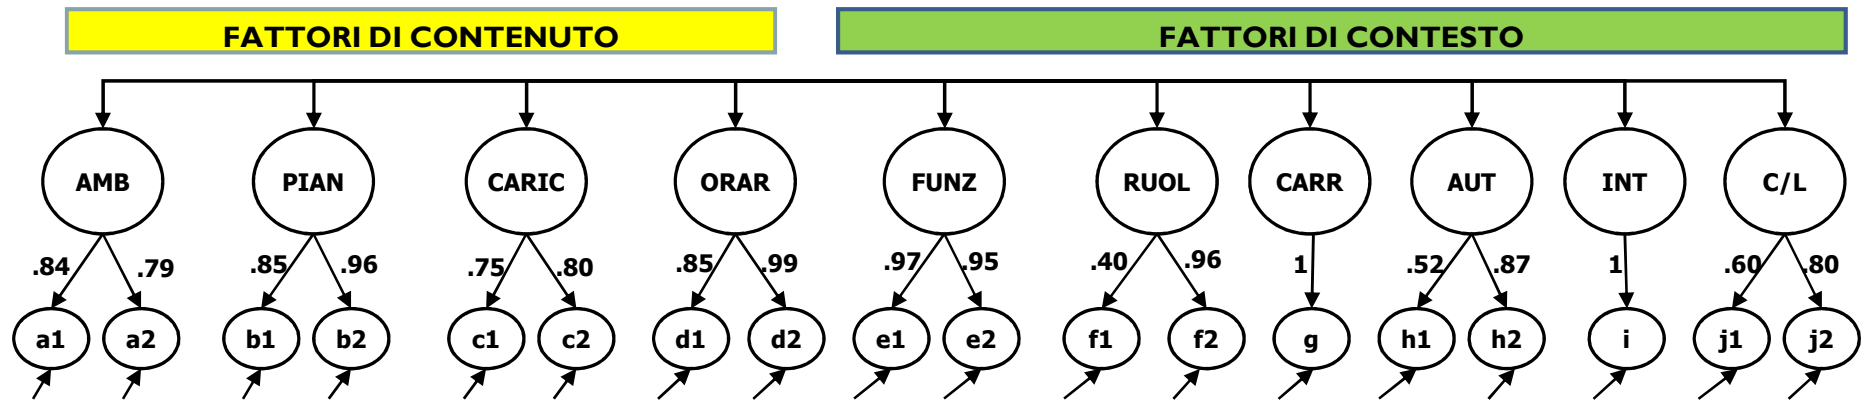 FATTORI DI CONTENUTO FATTORI DI CONTESTO
AMB PIAN CARIC ORAR FUNZ RUOL CARR AUT INT C/L
.84 .79 .85 .96 .75 .80 .85 .99 .97 .95 .40 .96 1 .52 .87 1 .60 .80
a1 a2 b1 b2 c1 c2 d1 d2 e1 e2 f1 f2 g h1 h2 i j1 j2